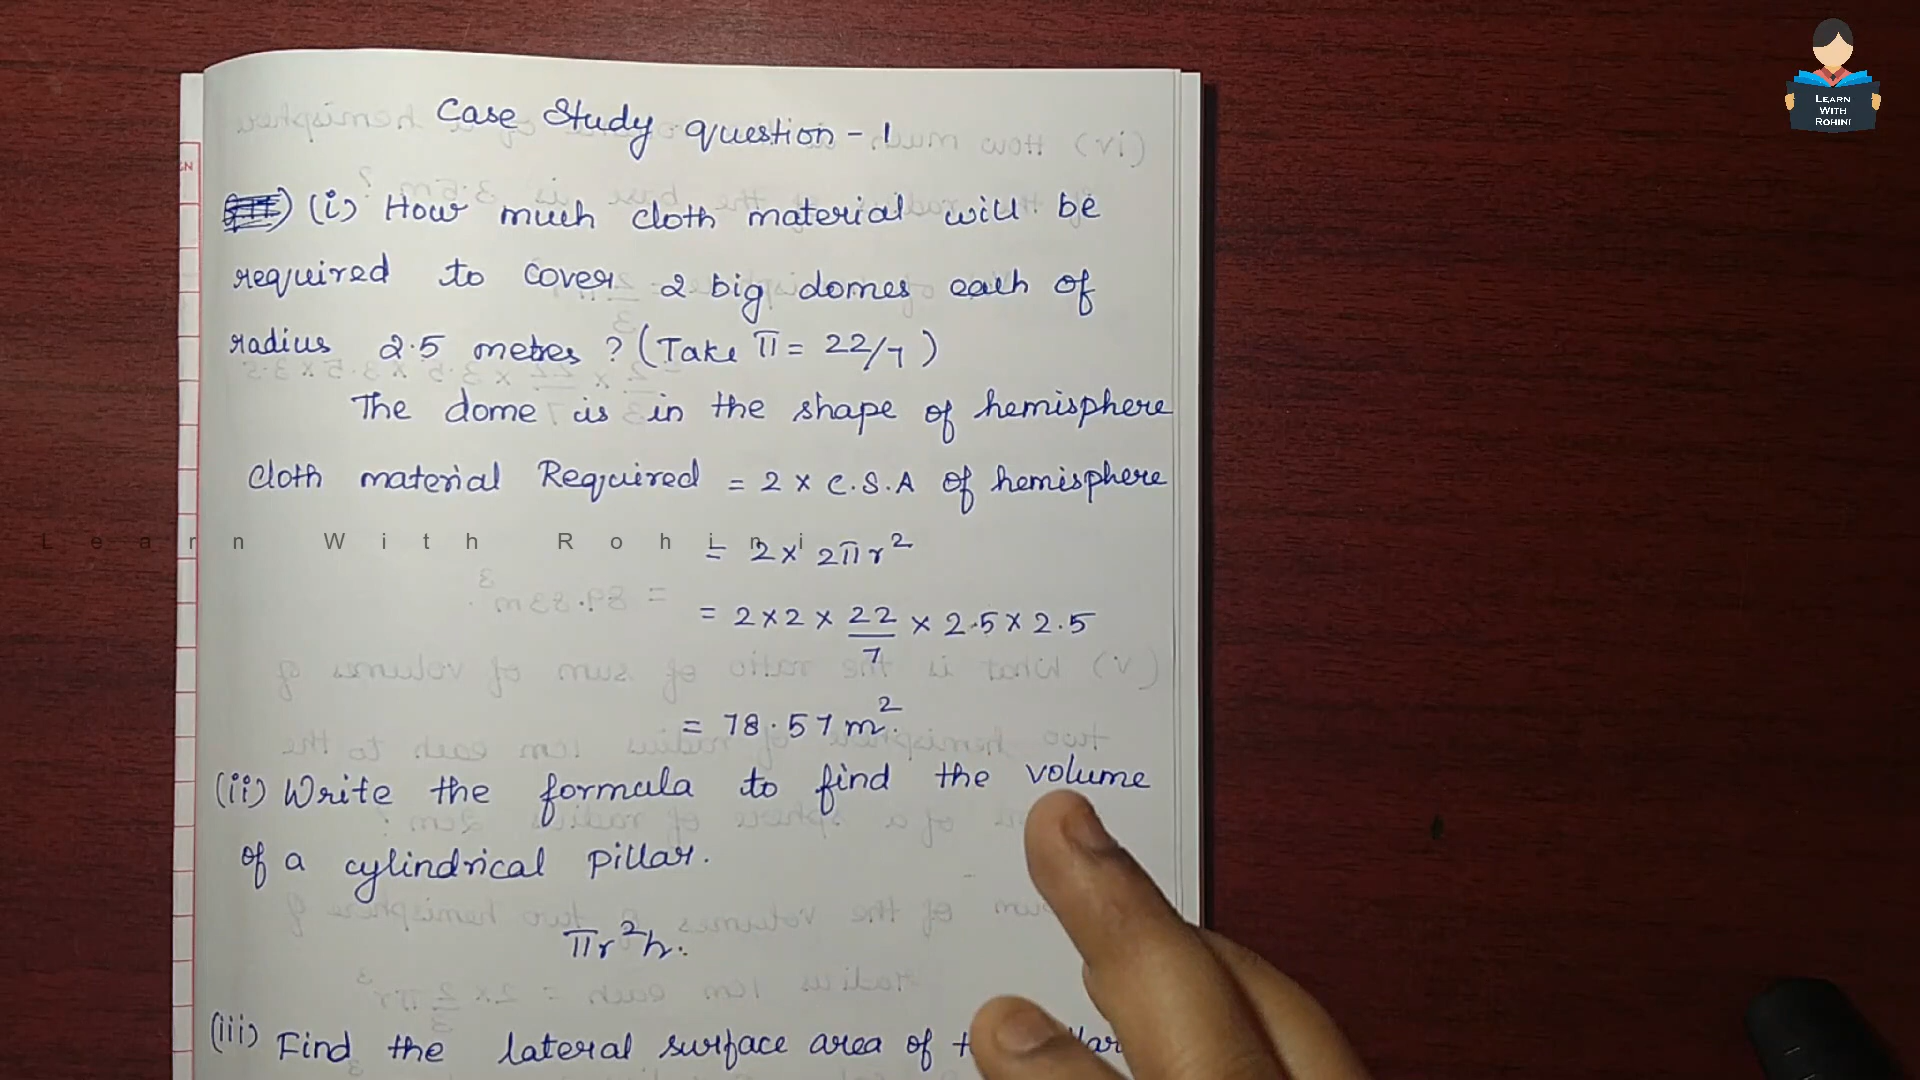 LEARN
WITH
ROHINI
Case Study question - 1
(i) How much cloth material will be
required to cover 2 big domes each of
radius 2.5 metres ? (Take π = 22/7)
The dome is in the shape of hemisphere
Cloth material Required = 2 × C.S.A of hemisphere
Learn With Rohini
= 2 × 2πr²
= 2 × 2 × 22/7 × 2.5 × 2.5
= 78.57 m².
(ii) Write the formula to find the volume
of a cylindrical pillar.
πr²h.
(iii) Find the lateral surface area of